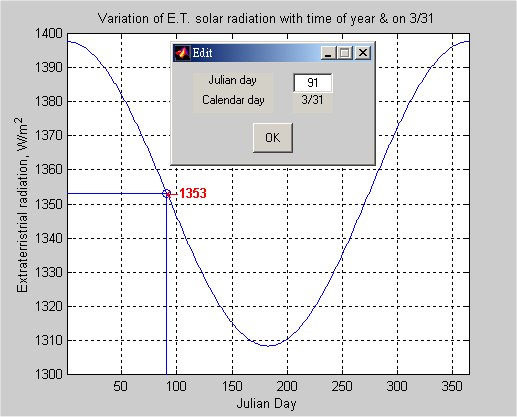 Variation of E.T. solar radiation with time of year & on 3/31
Edit
Julian day 91
Calendar day 3/31
OK
Extraterristrial radiation, W/m2
1400
1390
1380
1370
1360
1350
1340
1330
1320
1310
1300
1353
50 100 150 200 250 300 350
Julian Day